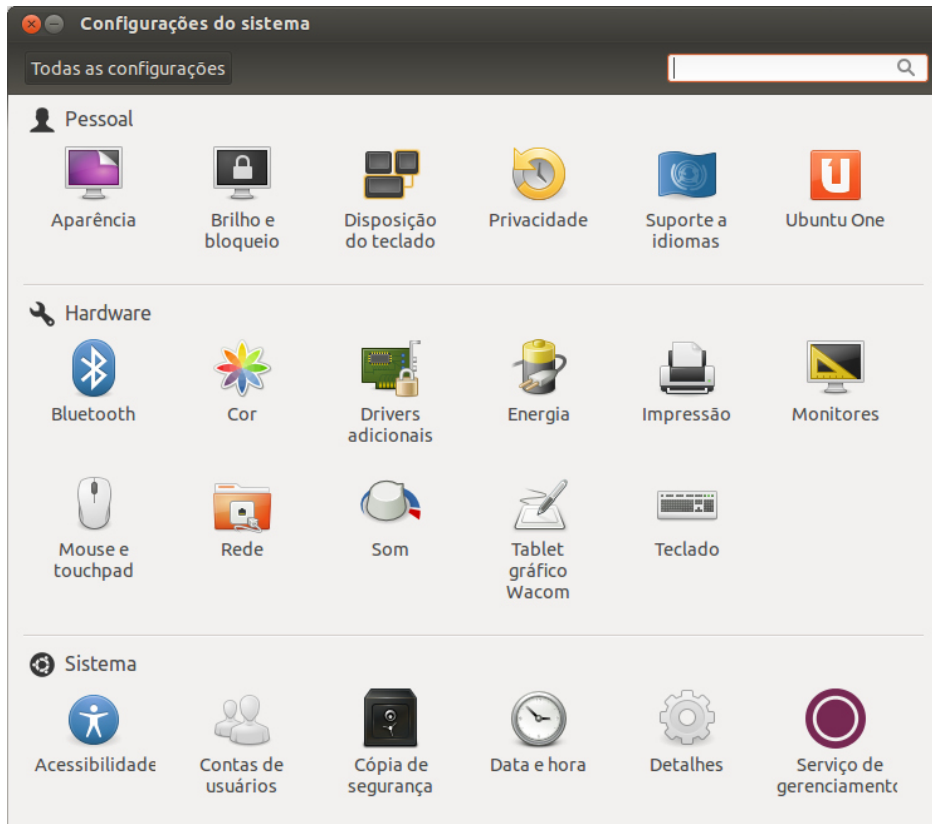 Configurações do sistema
Todas as configurações
Pessoal
Aparência
Brilho e
bloqueio
Disposição
do teclado
Privacidade
Suporte a
idiomas
Ubuntu One
Hardware
Bluetooth
Cor
Drivers
adicionais
Energia
Impressão
Monitores
Mouse e
touchpad
Rede
Som
Tablet
gráfico
Wacom
Teclado
Sistema
Acessibilidade
Contas de
usuários
Cópia de
segurança
Data e hora
Detalhes
Serviço de
gerenciamento